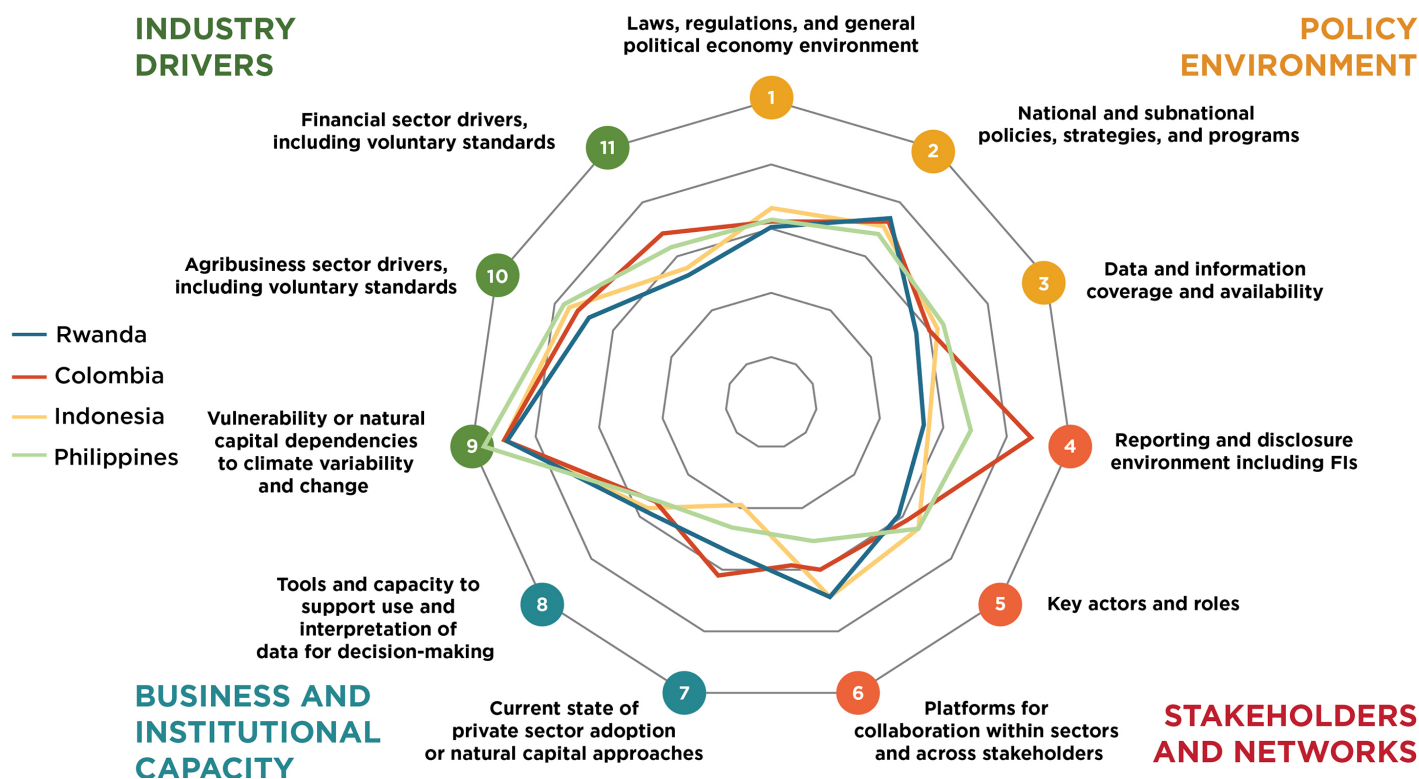 INDUSTRY
DRIVERS
Laws, regulations, and general
political economy environment
POLICY
ENVIRONMENT
1
National and subnational
policies, strategies, and programs
2
Financial sector drivers,
including voluntary standards
11
Data and information
coverage and availability
3
Agribusiness sector drivers,
including voluntary standards
10
Rwanda
Colombia
Indonesia
Philippines
Vulnerability or natural
capital dependencies
to climate variability
and change
9
4
Reporting and disclosure
environment including FIs
Tools and capacity to
support use and
interpretation of
data for decision-making
8
5
Key actors and roles
BUSINESS AND
INSTITUTIONAL
CAPACITY
7
Current state of
private sector adoption
or natural capital approaches
6
Platforms for
collaboration within sectors
and across stakeholders
STAKEHOLDERS
AND NETWORKS